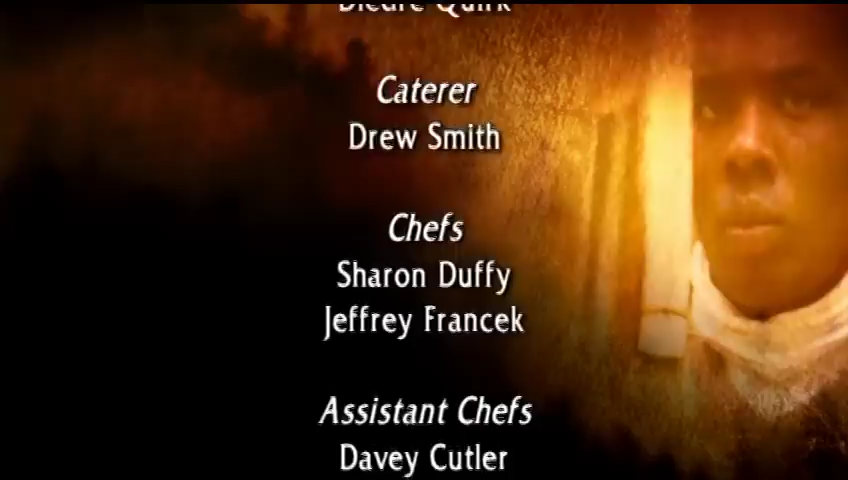 Caterer
Drew Smith
Chefs
Sharon Duffy
Jeffrey Francek
Assistant Chefs
Davey Cutler